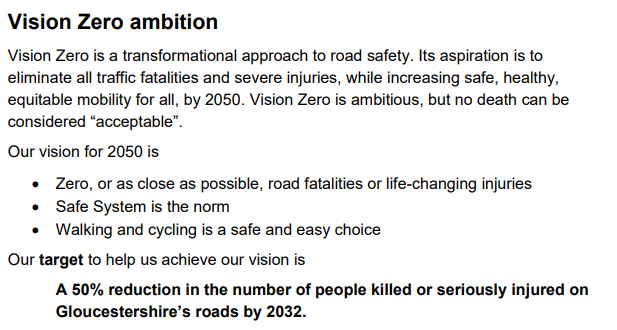 Vision Zero ambition
Vision Zero is a transformational approach to road safety. Its aspiration is to
eliminate all traffic fatalities and severe injuries, while increasing safe, healthy,
equitable mobility for all, by 2050. Vision Zero is ambitious, but no death can be
considered “acceptable”.
Our vision for 2050 is
• Zero, or as close as possible, road fatalities or life-changing injuries
• Safe System is the norm
• Walking and cycling is a safe and easy choice
Our target to help us achieve our vision is
A 50% reduction in the number of people killed or seriously injured on
Gloucestershire’s roads by 2032.